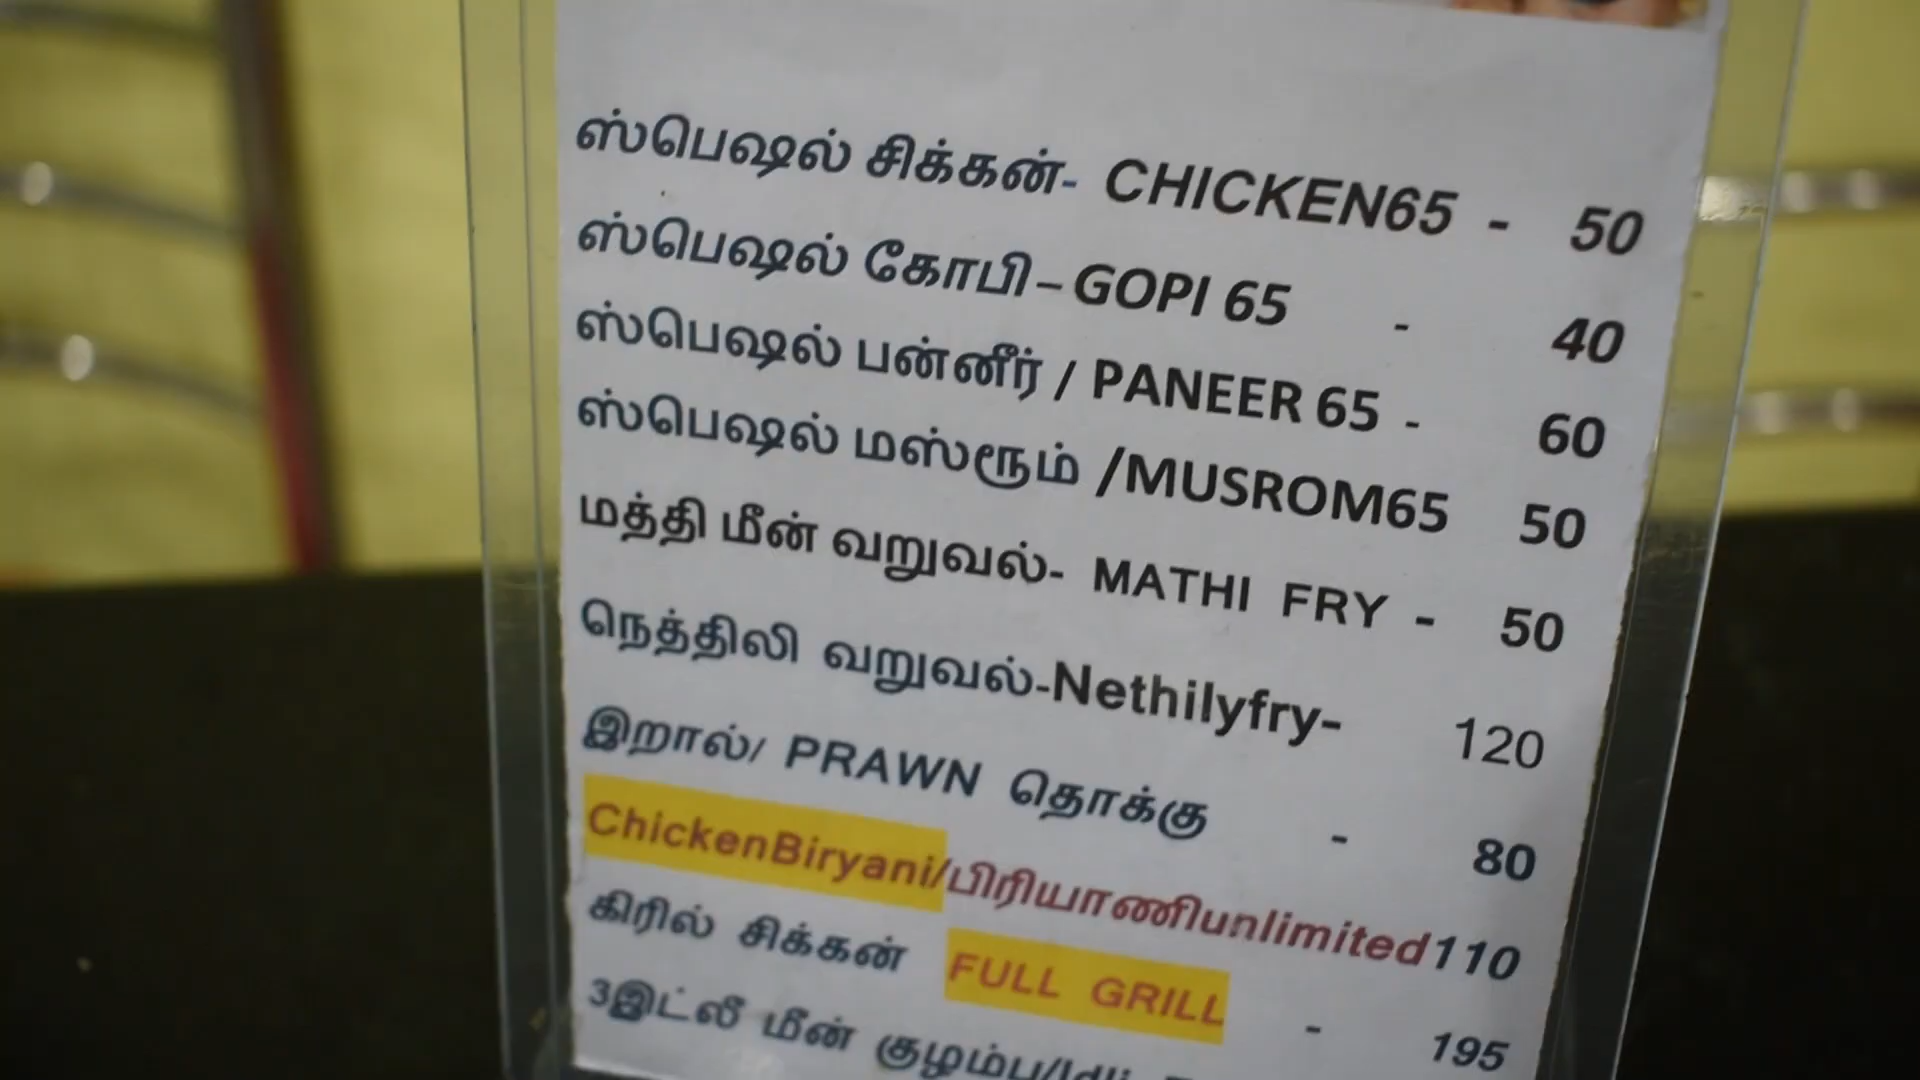 ஸ்பெஷல் சிக்கன்- CHICKEN65 - 50
ஸ்பெஷல் கோபி – GOPI 65 - 40
ஸ்பெஷல் பன்னீர் / PANEER 65 - 60
ஸ்பெஷல் மஸ்ரூம் /MUSROM65 50
மத்தி மீன் வறுவல்- MATHI FRY - 50
நெத்திலி வறுவல்-Nethilyfry- 120
இறால்/ PRAWN தொக்கு - 80
ChickenBiryani/பிரியாணிunlimited110
கிரில் சிக்கன் FULL GRILL - 195
3இட்லீ மீன் குழம்பு/Idli